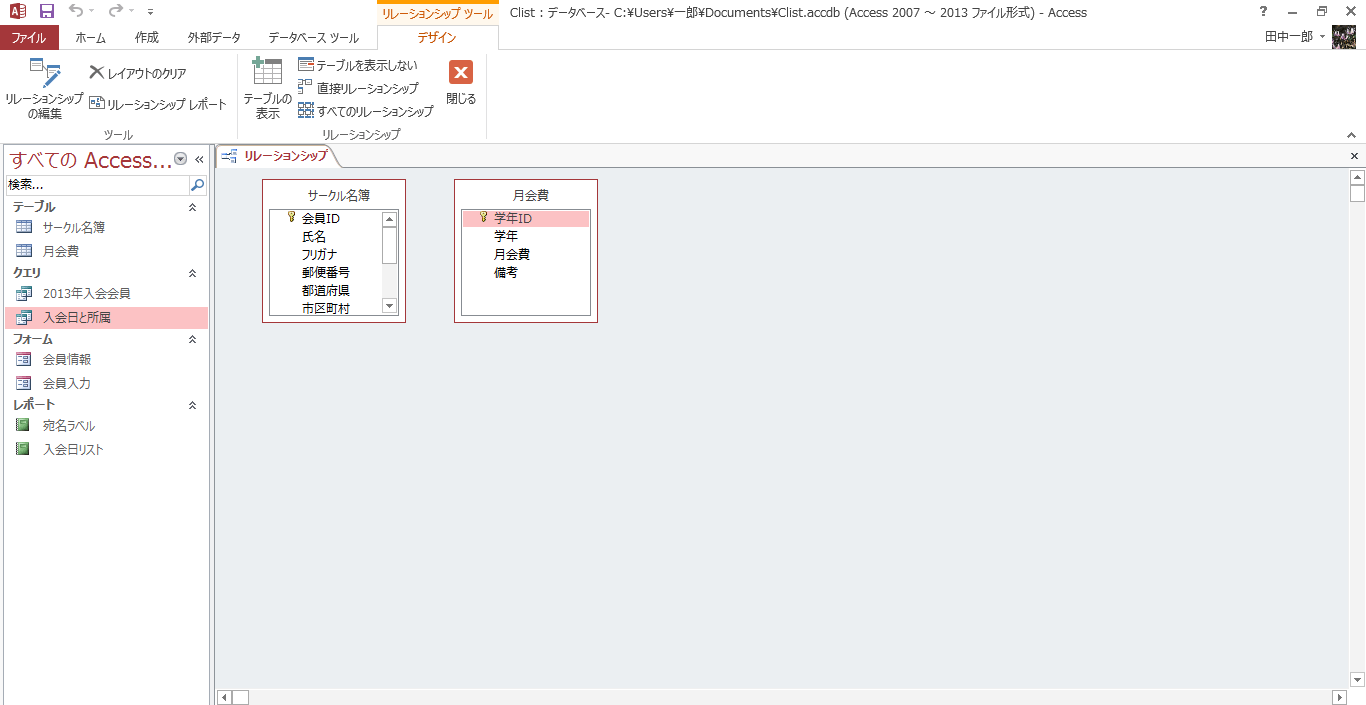 リレーションシップ ツール
Clist : データベース- C:¥Users¥一郎¥Documents¥Clist.accdb (Access 2007 ～ 2013 ファイル形式) - Access
ファイル
ホーム
作成
外部データ
データベース ツール
デザイン
田中一郎
リレーションシップ
の編集
レイアウトのクリア
リレーションシップ レポート
ツール
テーブルの
表示
テーブルを表示しない
直接リレーションシップ
すべてのリレーションシップ
閉じる
リレーションシップ
すべての Access...
検索...
テーブル
サークル名簿
月会費
クエリ
2013年入会会員
入会日と所属
フォーム
会員情報
会員入力
レポート
宛名ラベル
入会日リスト
リレーションシップ
サークル名簿
会員ID
氏名
フリガナ
郵便番号
都道府県
市区町村
月会費
学年ID
学年
月会費
備考